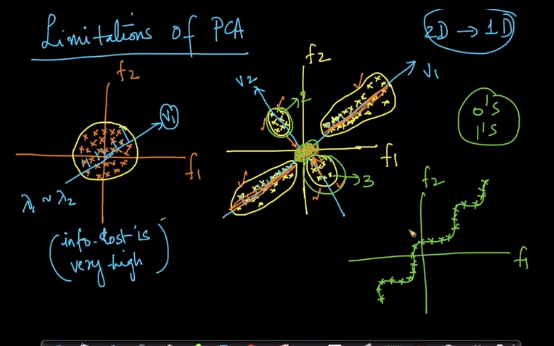 Limitations of PCA
2D → 1D
f2
V1
λ1 ~ λ2
f1
(info-lost is
very high)
f2
V2
V1
2
f1
3
0's
1's
f2
f1